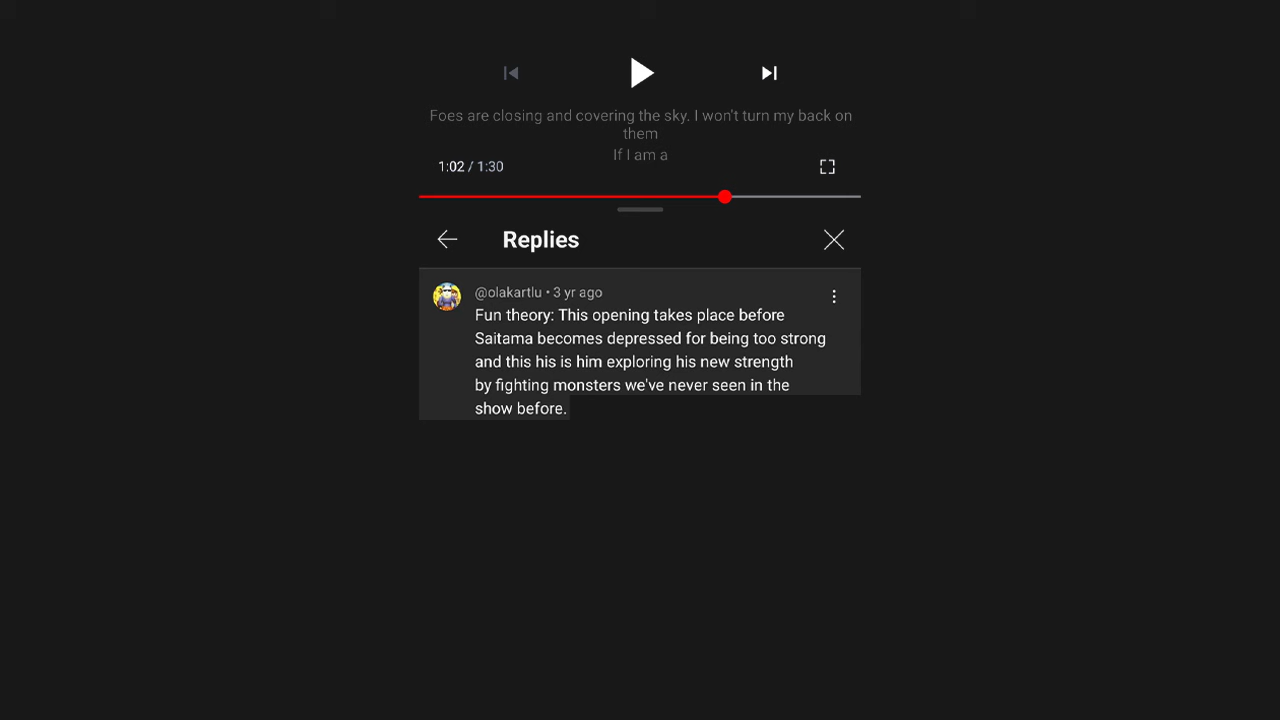 Foes are closing and covering the sky. I won't turn my back on
them
If I am a
1:02 / 1:30
Replies
@olakartlu • 3 yr ago
Fun theory: This opening takes place before
Saitama becomes depressed for being too strong
and this his is him exploring his new strength
by fighting monsters we've never seen in the
show before.